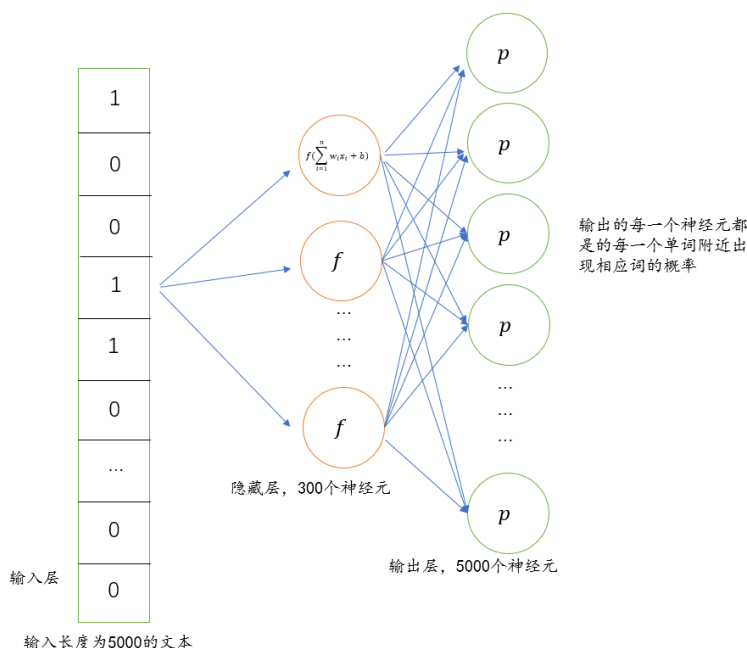 1
0
0
1
1
0
...
0
0
输入层
输入长度为5000的文本
f(∑_{i=1}^{n} w_i x_i + b)
f
...
...
...
f
隐藏层，300个神经元
p
p
p
p
...
...
...
p
输出层，5000个神经元
输出的每一个神经元都
是的每一个单词附近出
现相应词的概率